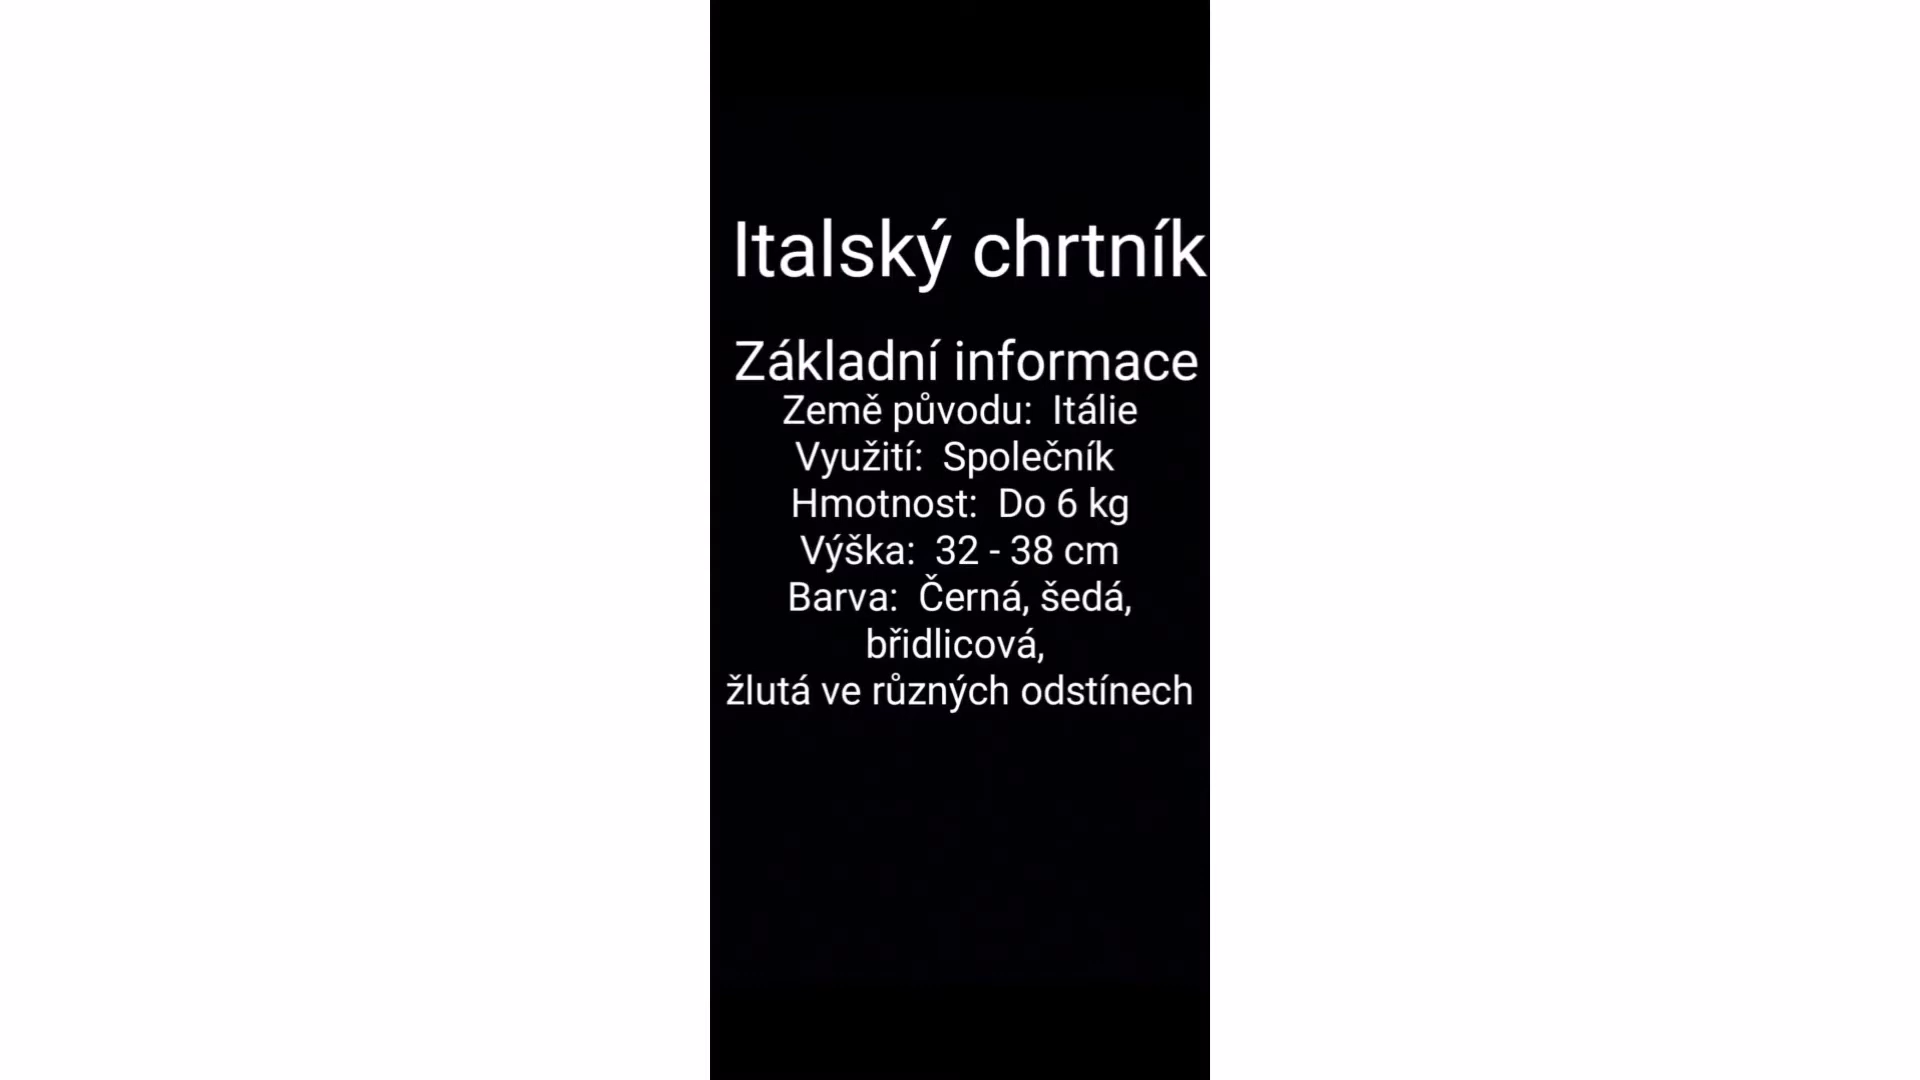 Italský chrtník
Základní informace
Země původu:  Itálie
Využití:  Společník
Hmotnost:  Do 6 kg
Výška:  32 - 38 cm
Barva:  Černá, šedá,
břidlicová,
žlutá ve různých odstínech